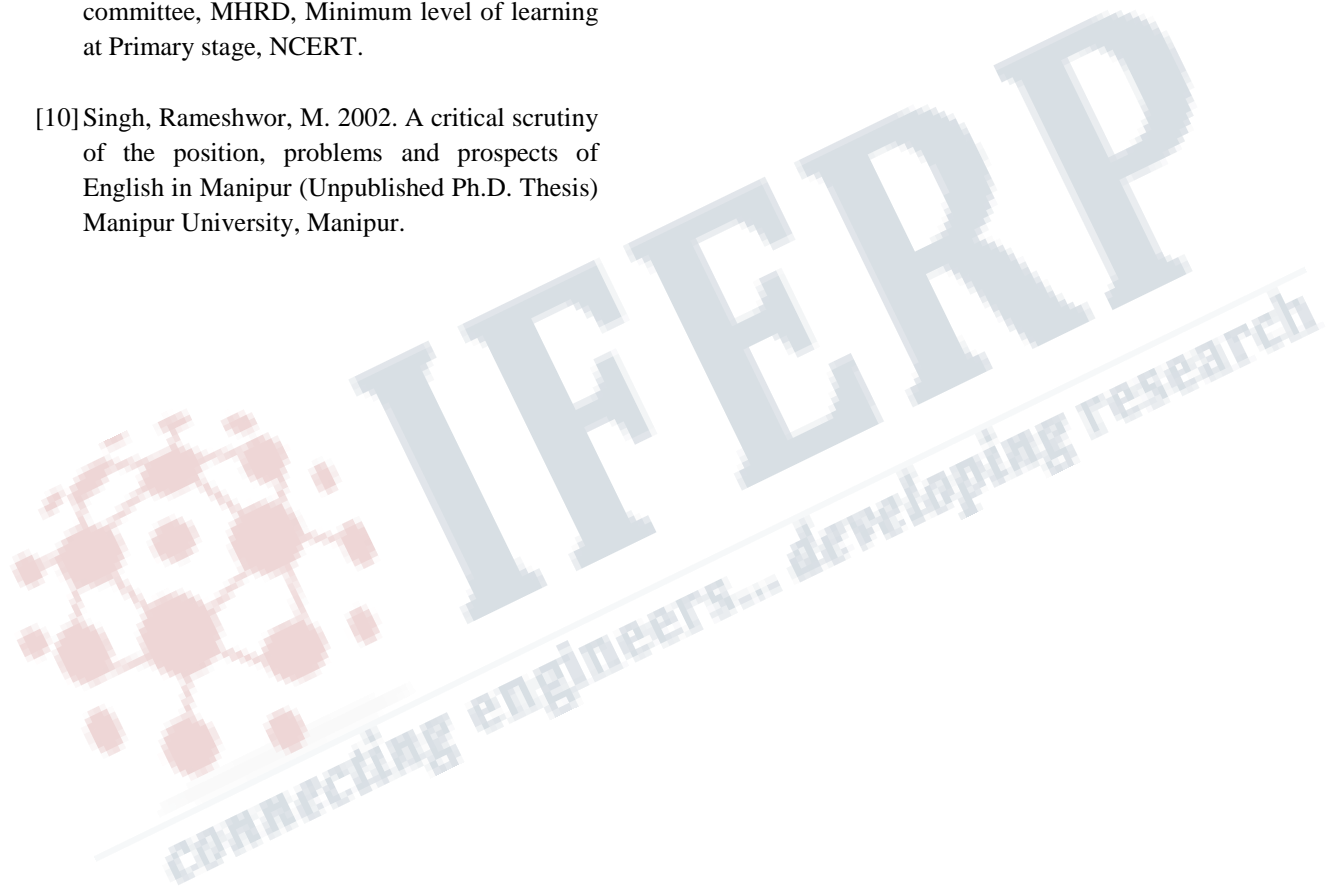 committee, MHRD, Minimum level of learning
at Primary stage, NCERT.
[10] Singh, Rameshwor, M. 2002. A critical scrutiny
of the position, problems and prospects of
English in Manipur (Unpublished Ph.D. Thesis)
Manipur University, Manipur.
IFERP
connecting engineers... developing research